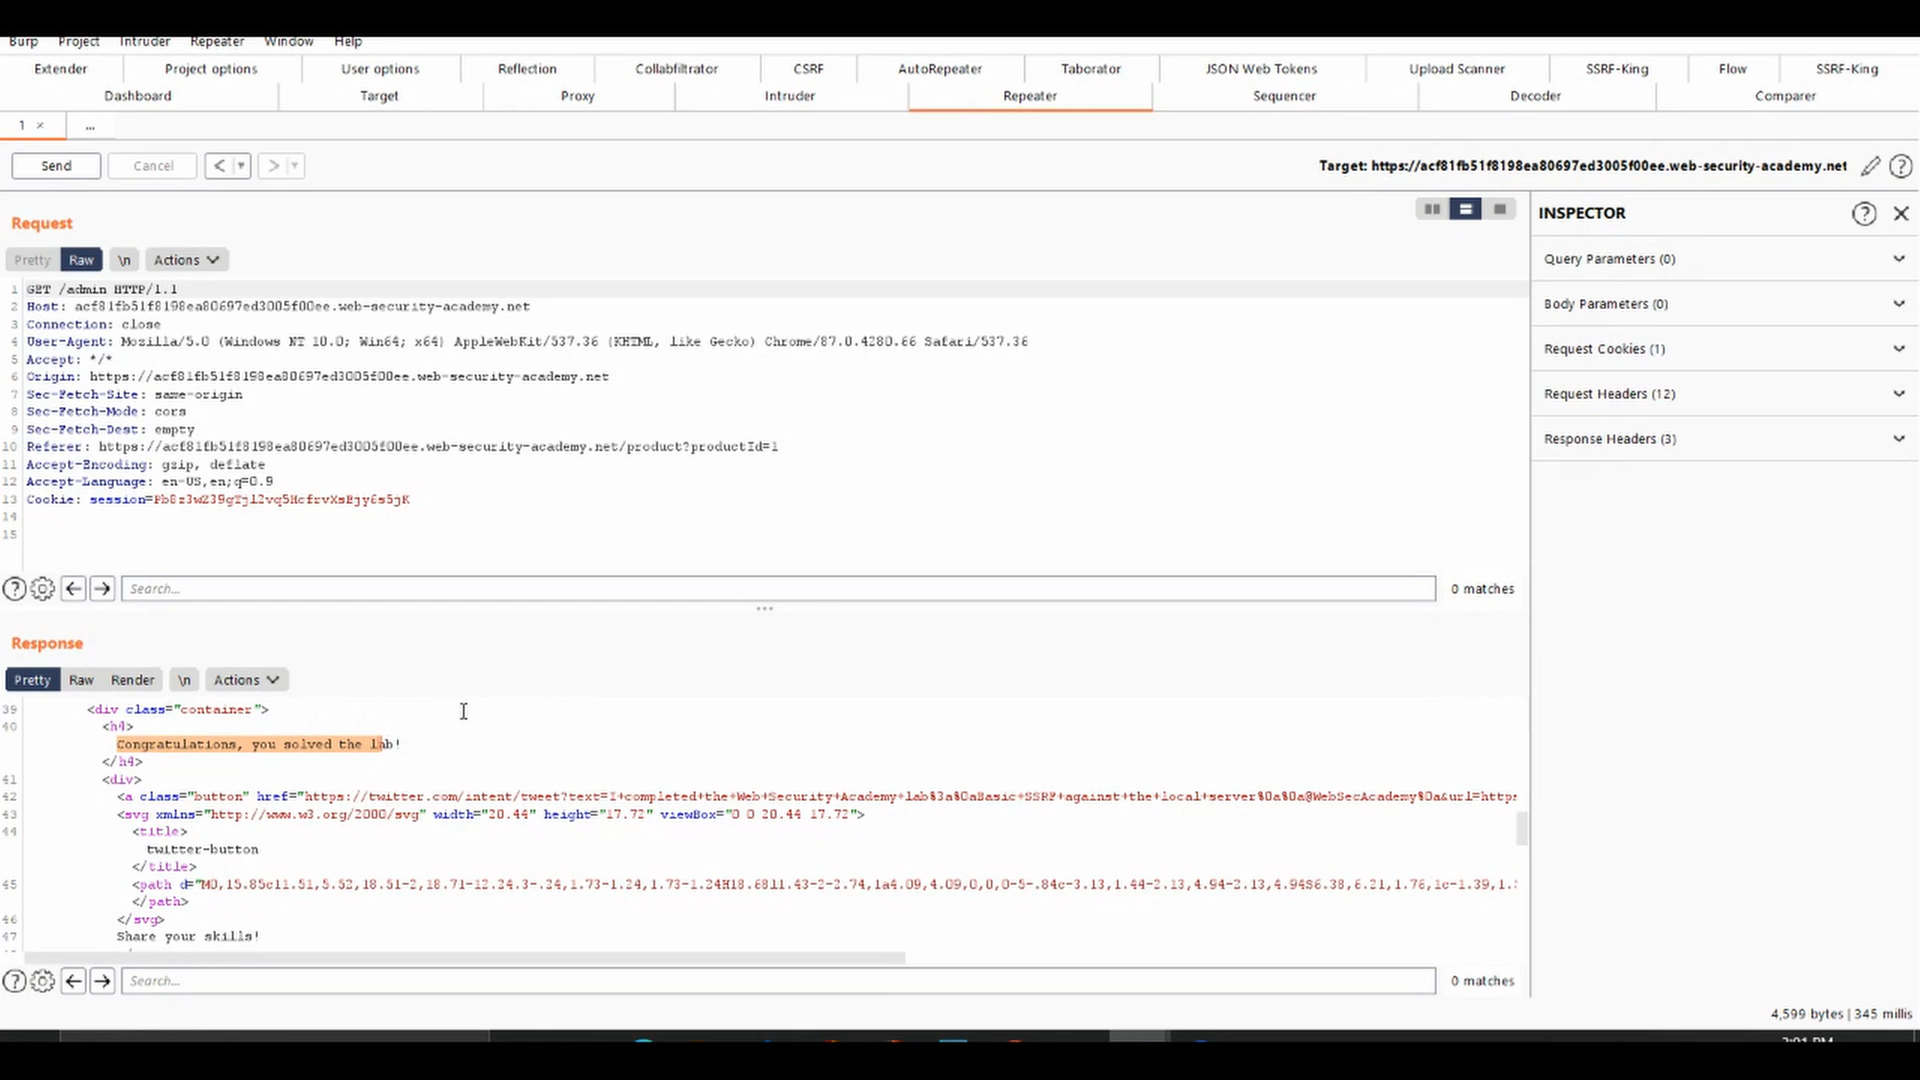 Burp Project Intruder Repeater Window Help
Extender Project options User options Reflection Collabfiltrator CSRF AutoRepeater Taborator JSON Web Tokens Upload Scanner SSRF-King Flow SSRF-King
Dashboard Target Proxy Intruder Repeater Sequencer Decoder Comparer
1 × ...
Send Cancel < >
Target: https://acf81fb51f8198ea80697ed3005f00ee.web-security-academy.net
Request
Pretty Raw \n Actions
1 GET /admin HTTP/1.1
2 Host: acf81fb51f8198ea80697ed3005f00ee.web-security-academy.net
3 Connection: close
4 User-Agent: Mozilla/5.0 (Windows NT 10.0; Win64; x64) AppleWebKit/537.36 (KHTML, like Gecko) Chrome/87.0.4280.66 Safari/537.36
5 Accept: */*
6 Origin: https://acf81fb51f8198ea80697ed3005f00ee.web-security-academy.net
7 Sec-Fetch-Site: same-origin
8 Sec-Fetch-Mode: cors
9 Sec-Fetch-Dest: empty
10 Referer: https://acf81fb51f8198ea80697ed3005f00ee.web-security-academy.net/product?productId=1
11 Accept-Encoding: gzip, deflate
12 Accept-Language: en-US,en;q=0.9
13 Cookie: session=
14
15
Search... 0 matches
Response
Pretty Raw Render \n Actions
39 <div class="container">
40 <h4>
Congratulations, you solved the lab!
</h4>
41 <div>
42 <a class="button" href="https://twitter.com/intent/tweet?text=I+completed+the+Web+Security+Academy+lab%3a%0aBasic+SSRF+against+the+local+server%0a%0a@WebSecAcademy%0a&url=https
43 <svg xmlns="http://www.w3.org/2000/svg" width="20.44" height="17.72" viewBox="0 0 20.44 17.72">
44 <title>
twitter-button
</title>
45 <path d="M0,15.85c11.51,5.52,18.51-2,18.71-12.24.3-.24,1.73-1.24,1.73-1.24H18.68l1.43-2-2.74,1a4.09,4.09,0,0,0-5-.84c-3.13,1.44-2.13,4.94-2.13,4.94S6.38,6.21,1.76,1c-1.39,1.
</path>
46 </svg>
47 Share your skills!
Search... 0 matches
INSPECTOR
Query Parameters (0)
Body Parameters (0)
Request Cookies (1)
Request Headers (12)
Response Headers (3)
4,599 bytes | 345 millis